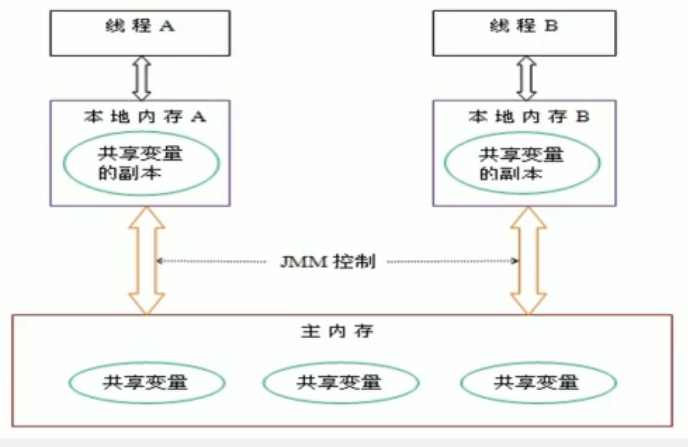 线程 A
线程 B
本地内存 A
本地内存 B
共享变量
的副本
共享变量
的副本
JMM 控制
主内存
共享变量
共享变量
共享变量